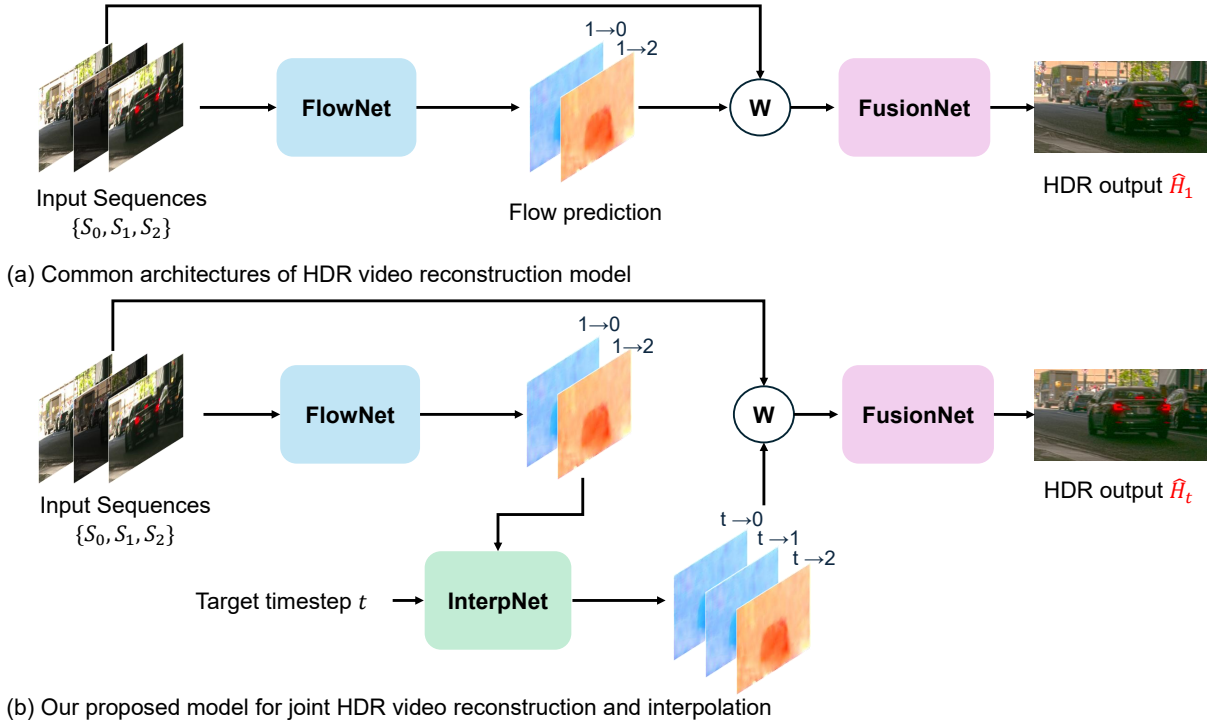 1→0
1→2
FlowNet
W
FusionNet
Input Sequences
{S₀, S₁, S₂}
Flow prediction
HDR output Ĥ₁
(a) Common architectures of HDR video reconstruction model
1→0
1→2
FlowNet
W
FusionNet
Input Sequences
{S₀, S₁, S₂}
HDR output Ĥₜ
t →0
t →1
t →2
Target timestep t
InterpNet
(b) Our proposed model for joint HDR video reconstruction and interpolation